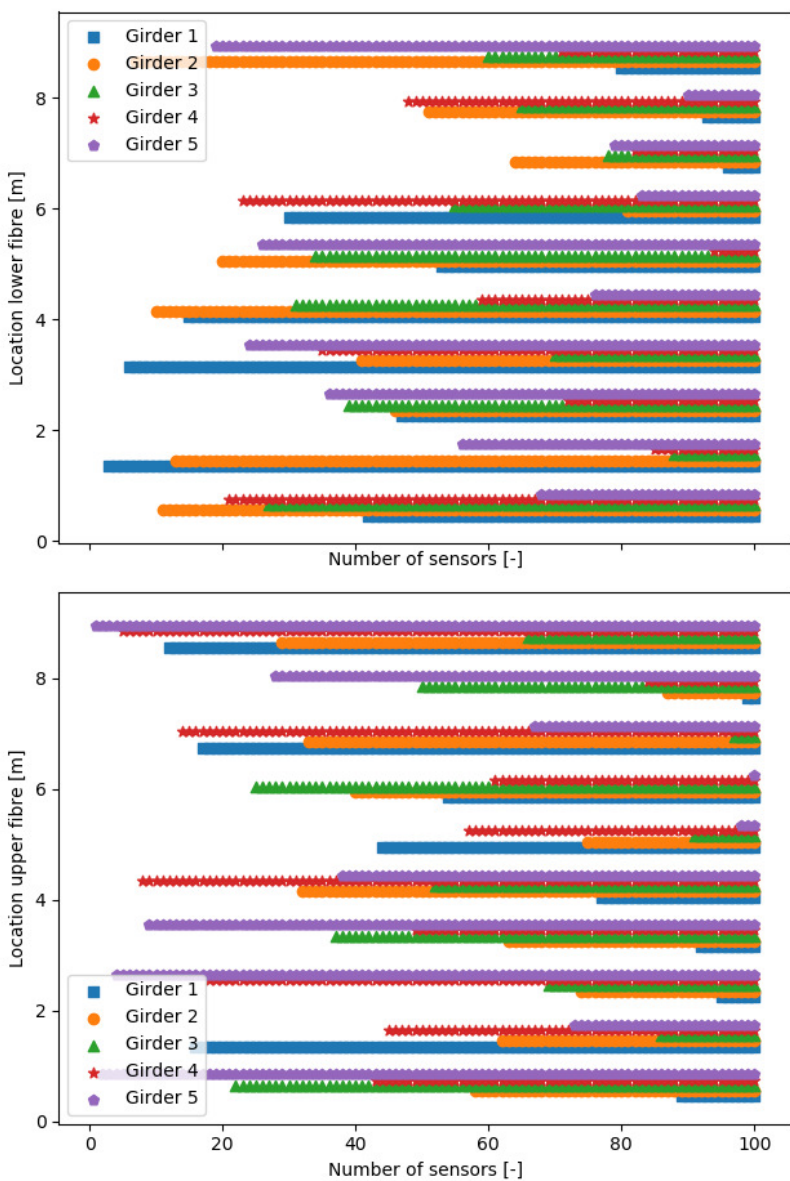 Girder 1
Girder 2
Girder 3
Girder 4
Girder 5
8
6
4
2
0
Location lower fibre [m]
Number of sensors [-]
8
6
4
2
0
Location upper fibre [m]
Girder 1
Girder 2
Girder 3
Girder 4
Girder 5
0 20 40 60 80 100
Number of sensors [-]